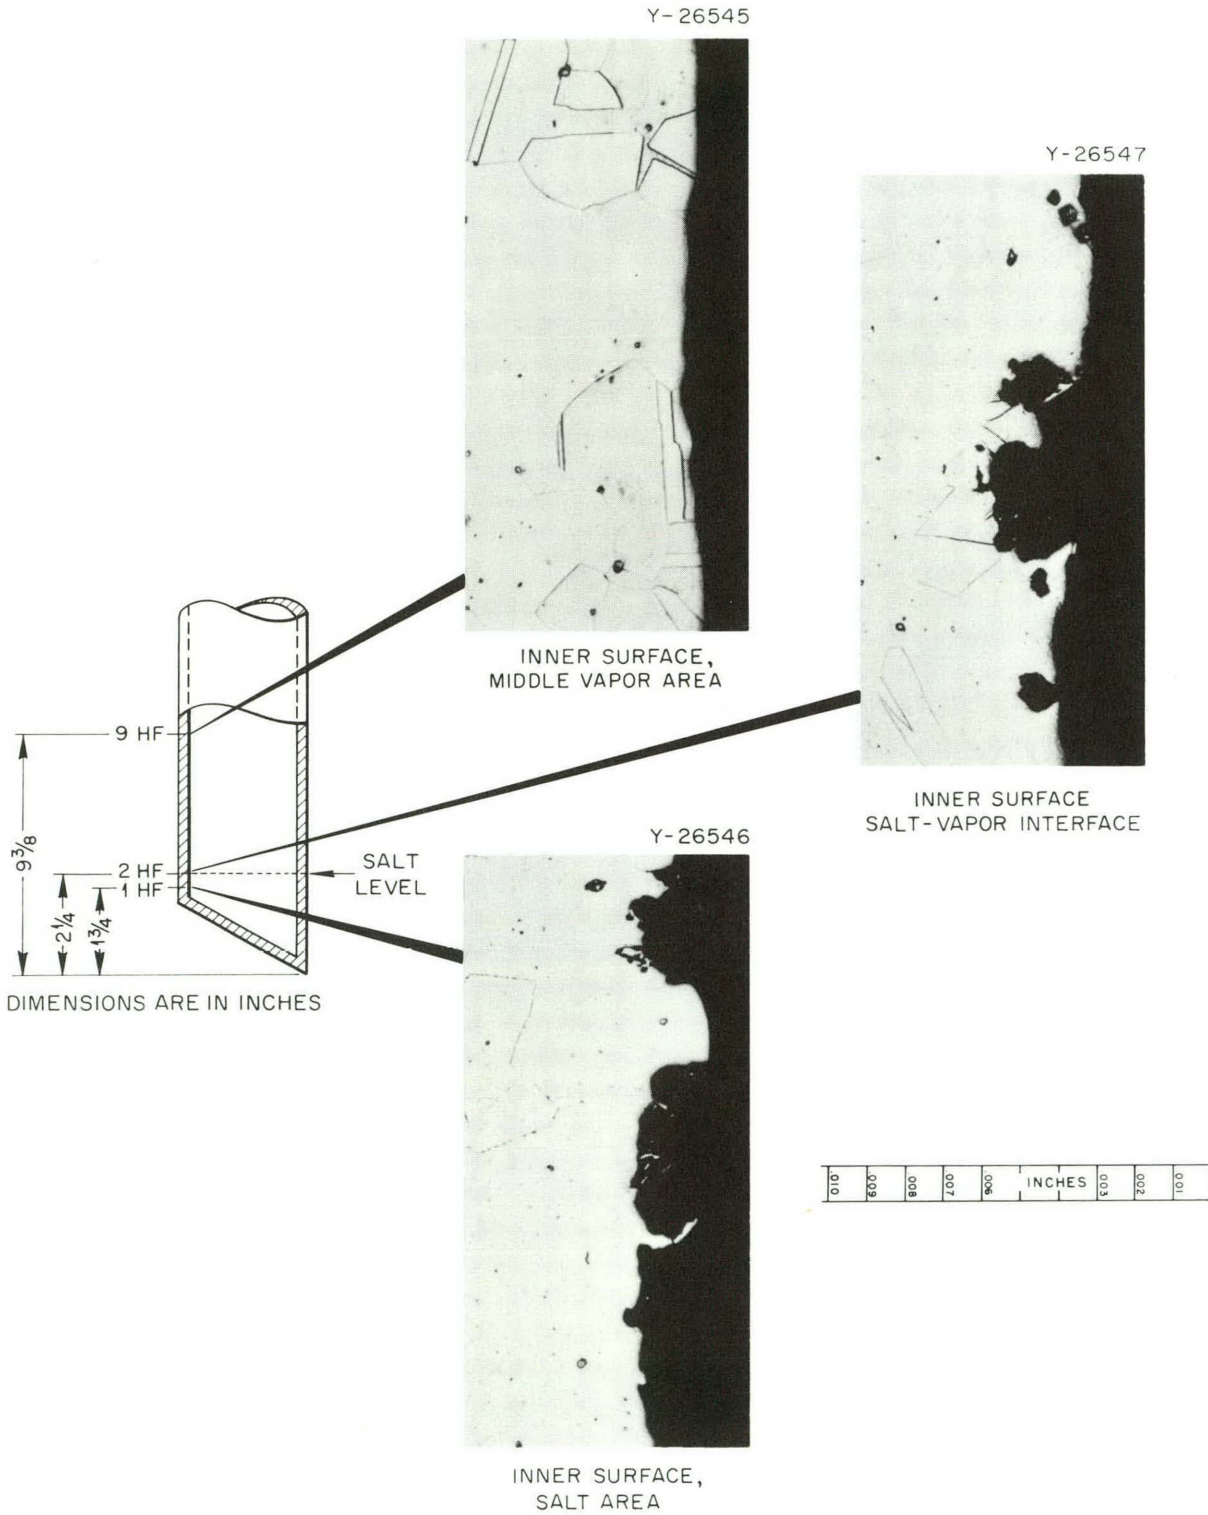 Y-26545
INNER SURFACE,
MIDDLE VAPOR AREA
Y-26547
INNER SURFACE
SALT-VAPOR INTERFACE
9 HF
2 HF
1 HF
9 3/8
2 1/4
1 3/4
SALT
LEVEL
DIMENSIONS ARE IN INCHES
Y-26546
INNER SURFACE,
SALT AREA
.010 .009 .008 .007 .006 INCHES .003 .002 .001